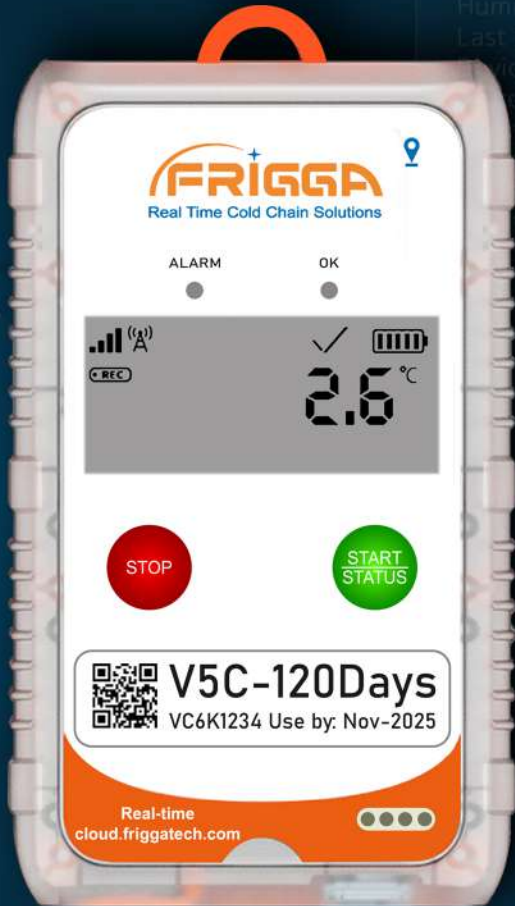 FRIGGA
Real Time Cold Chain Solutions
ALARM
OK
REC
2.6 °C
STOP
START
STATUS
V5C-120Days
VC6K1234 Use by: Nov-2025
Real-time
cloud.friggatech.com